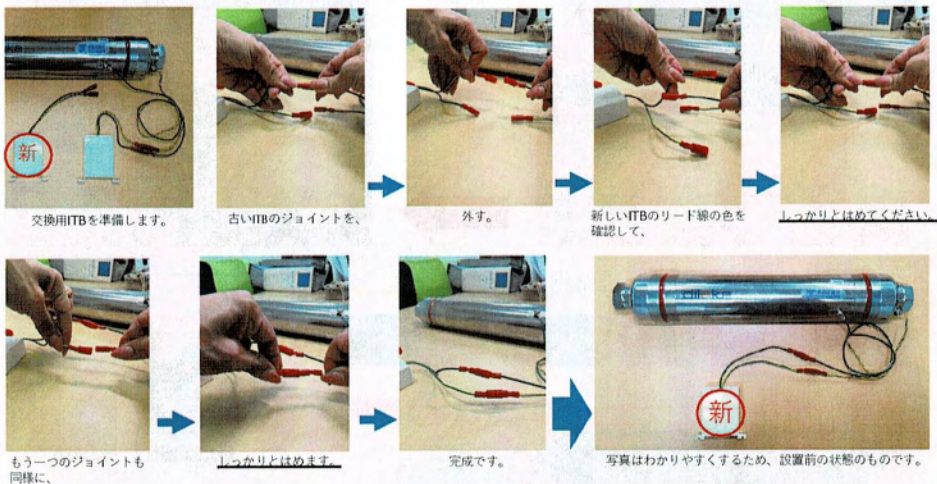 新
交換用ITBを準備します。
古いITBのジョイントを、
外す。
新しいITBのリード線の色を
確認して、
しっかりとはめてください。
もう一つのジョイントも
同様に、
しっかりとはめます。
完成です。
新
写真はわかりやすくするため、設置前の状態のものです。